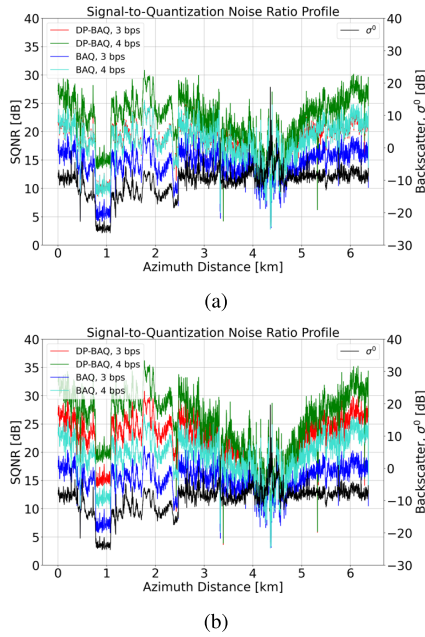 Signal-to-Quantization Noise Ratio Profile
40 40
35 30
30 20
25 10
20 0
15 −10
10 −20
5
0 −30
DP-BAQ, 3 bps
DP-BAQ, 4 bps
BAQ, 3 bps
BAQ, 4 bps
σ⁰
SQNR [dB]
Backscatter. σ⁰ [dB]
0 1 2 3 4 5 6
Azimuth Distance [km]
(a)
Signal-to-Quantization Noise Ratio Profile
40 40
35 30
30 20
25 10
20
15 0
10 −10
5 −20
0 −30
DP-BAQ, 3 bps
DP-BAQ, 4 bps
BAQ, 3 bps
BAQ, 4 bps
σ⁰
SQNR [dB]
Backscatter. σ⁰ [dB]
0 1 2 3 4 5 6
Azimuth Distance [km]
(b)